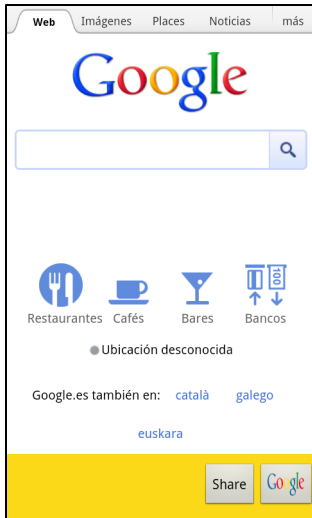 Web Imágenes Places Noticias más
Google
Restaurantes Cafés Bares Bancos
Ubicación desconocida
Google.es también en: català galego
euskara
Share Google